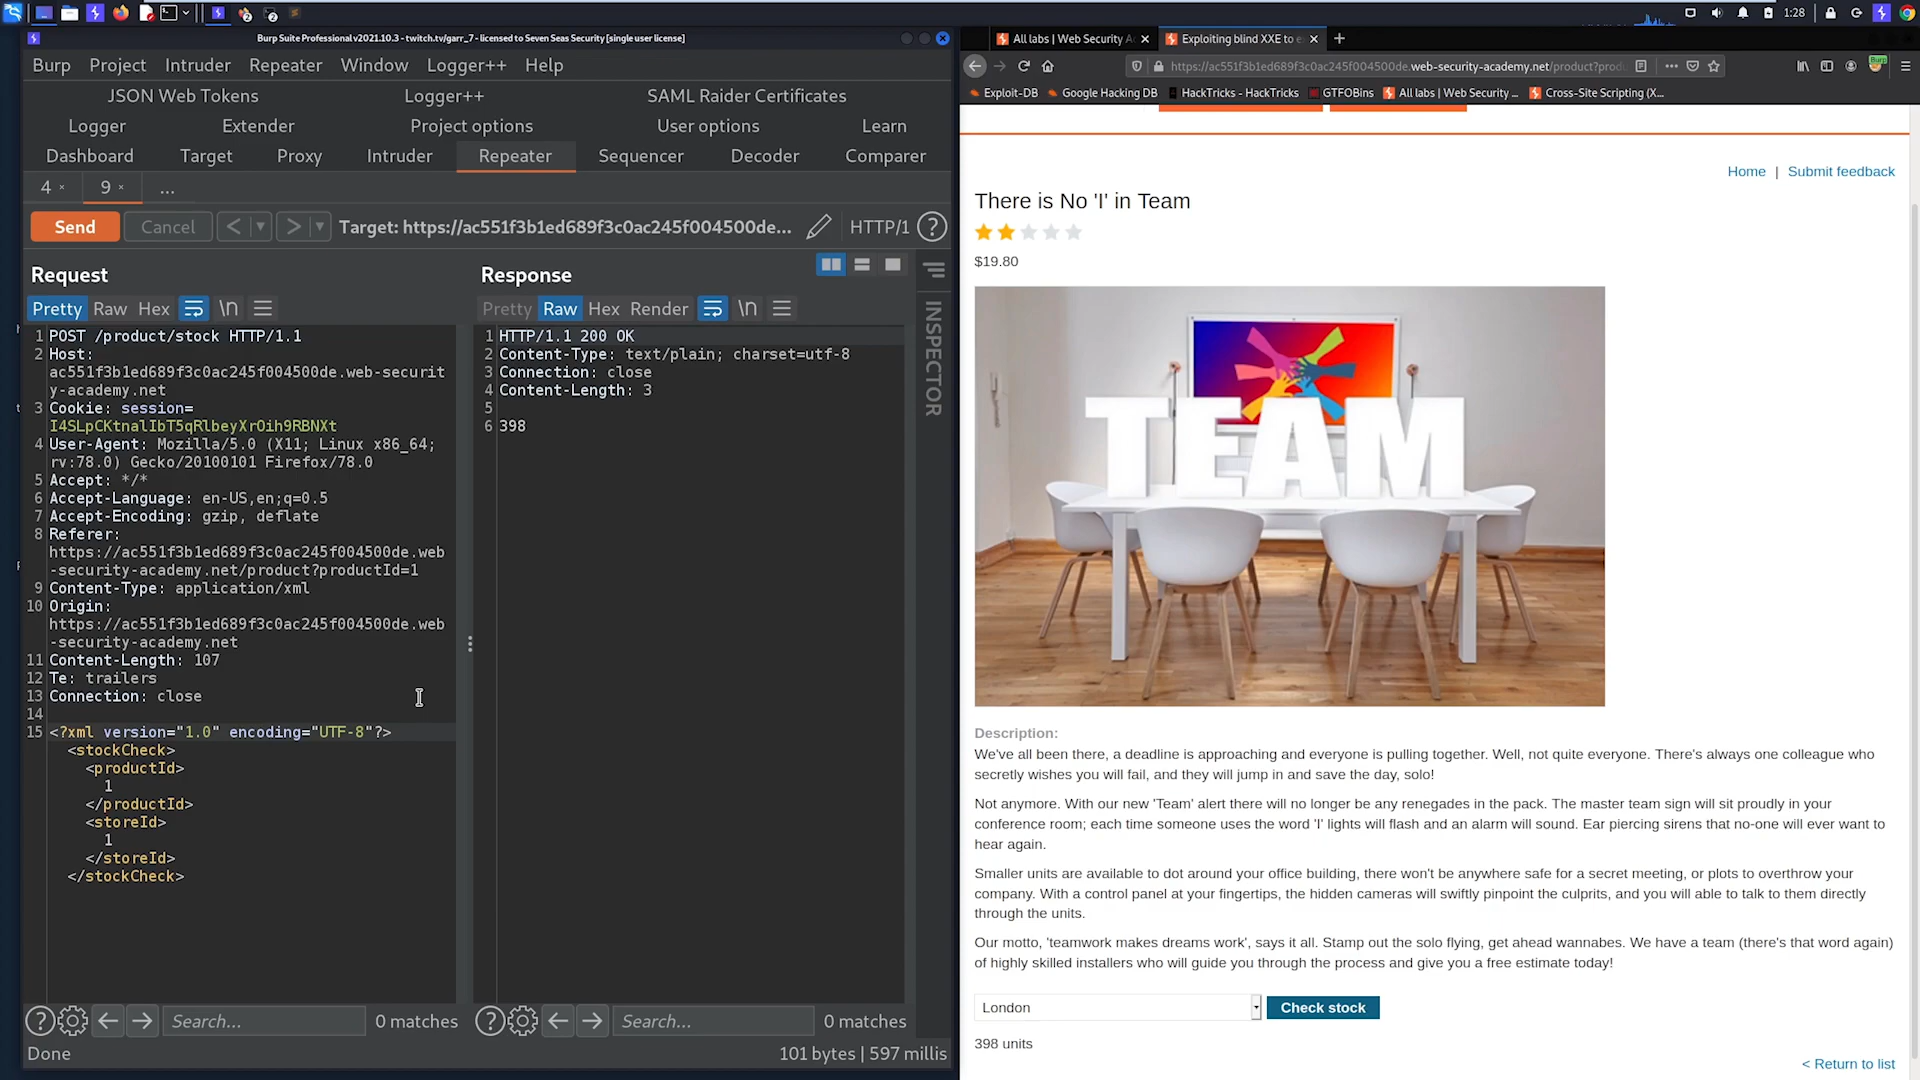 1:28
Burp Suite Professional v2021.10.3 - twitch.tv/garr_7 - licensed to Seven Seas Security [single user license]
Burp Project Intruder Repeater Window Logger++ Help
JSON Web Tokens Logger++ SAML Raider Certificates
Logger Extender Project options User options Learn
Dashboard Target Proxy Intruder Repeater Sequencer Decoder Comparer
4 × 9 × ...
Send Cancel < > Target: https://ac551f3b1ed689f3c0ac245f004500de... HTTP/1 ?
Request
Pretty Raw Hex \n
1 POST /product/stock HTTP/1.1
2 Host:
ac551f3b1ed689f3c0ac245f004500de.web-securit
y-academy.net
3 Cookie: session=
I4SLpCKtnalIbT5qRlbeyXrOih9RBNXt
4 User-Agent: Mozilla/5.0 (X11; Linux x86_64;
rv:78.0) Gecko/20100101 Firefox/78.0
5 Accept: */*
6 Accept-Language: en-US,en;q=0.5
7 Accept-Encoding: gzip, deflate
8 Referer:
https://ac551f3b1ed689f3c0ac245f004500de.web
-security-academy.net/product?productId=1
9 Content-Type: application/xml
10 Origin:
https://ac551f3b1ed689f3c0ac245f004500de.web
-security-academy.net
11 Content-Length: 107
12 Te: trailers
13 Connection: close
14
15 <?xml version="1.0" encoding="UTF-8"?>
<stockCheck>
<productId>
1
</productId>
<storeId>
1
</storeId>
</stockCheck>
? Search... 0 matches
Response
Pretty Raw Hex Render \n
1 HTTP/1.1 200 OK
2 Content-Type: text/plain; charset=utf-8
3 Connection: close
4 Content-Length: 3
5
6 398
? Search... 0 matches
INSPECTOR
Done 101 bytes | 597 millis
All labs | Web Security A × Exploiting blind XXE to e × +
https://ac551f3b1ed689f3c0ac245f004500de.web-security-academy.net/product?produ
Burp
Exploit-DB Google Hacking DB HackTricks - HackTricks GTFOBins All labs | Web Security ... Cross-Site Scripting (X...
Home | Submit feedback
There is No 'I' in Team
$19.80
TEAM
Description:
We've all been there, a deadline is approaching and everyone is pulling together. Well, not quite everyone. There's always one colleague who
secretly wishes you will fail, and they will jump in and save the day, solo!
Not anymore. With our new 'Team' alert there will no longer be any renegades in the pack. The master team sign will sit proudly in your
conference room; each time someone uses the word 'I' lights will flash and an alarm will sound. Ear piercing sirens that no-one will ever want to
hear again.
Smaller units are available to dot around your office building, there won't be anywhere safe for a secret meeting, or plots to overthrow your
company. With a control panel at your fingertips, the hidden cameras will swiftly pinpoint the culprits, and you will able to talk to them directly
through the units.
Our motto, 'teamwork makes dreams work', says it all. Stamp out the solo flying, get ahead wannabes. We have a team (there's that word again)
of highly skilled installers who will guide you through the process and give you a free estimate today!
London Check stock
398 units
< Return to list